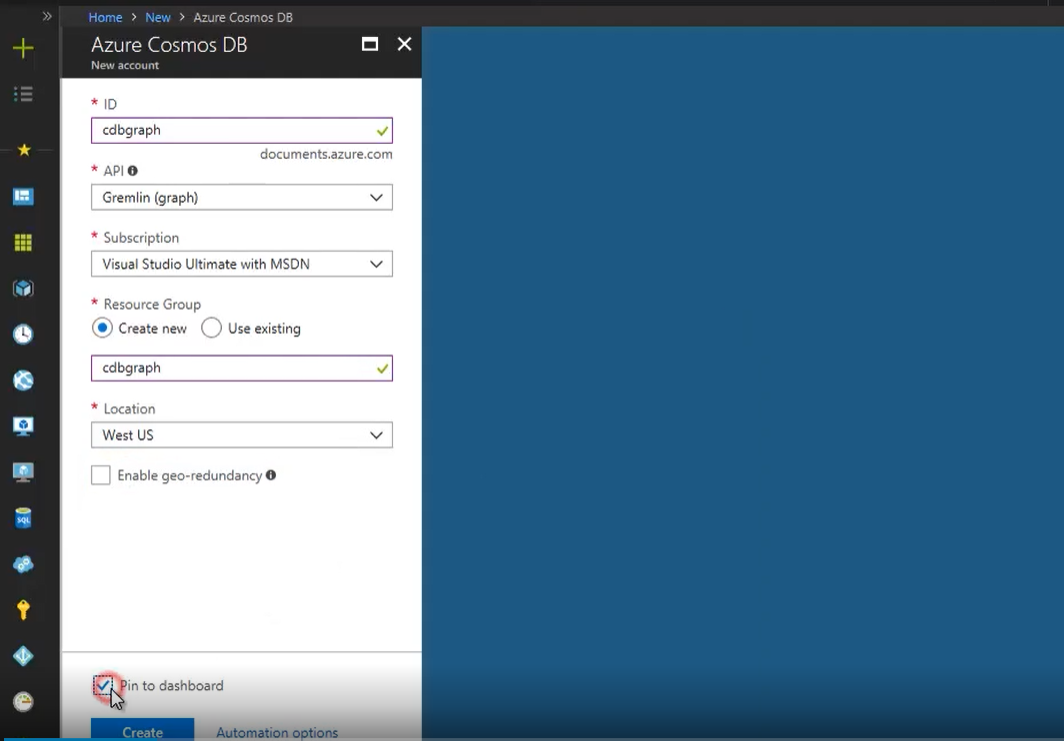 Home > New > Azure Cosmos DB
Azure Cosmos DB
New account
* ID
cdbgraph
documents.azure.com
* API
Gremlin (graph)
* Subscription
Visual Studio Ultimate with MSDN
* Resource Group
Create new Use existing
cdbgraph
* Location
West US
Enable geo-redundancy
Pin to dashboard
Create Automation options
SQL